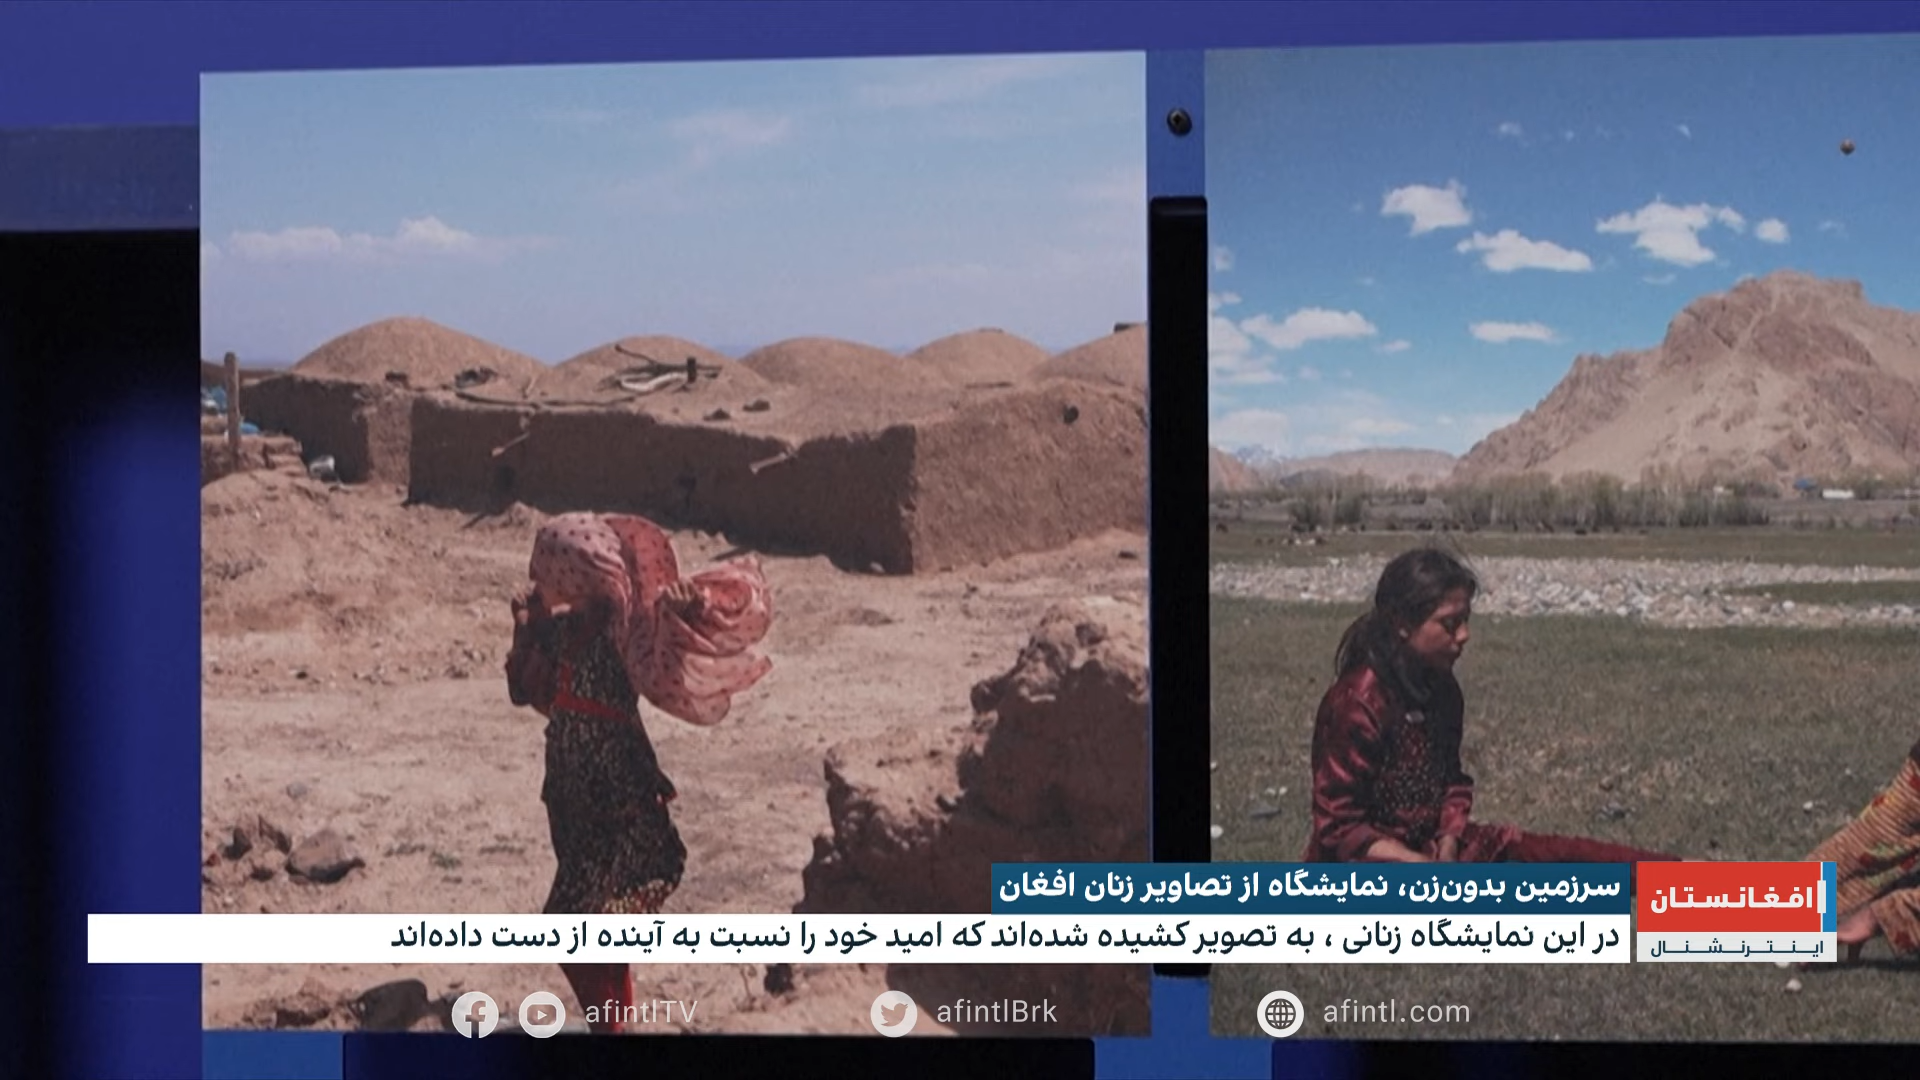 سرزمین بدون‌زن، نمایشگاه از تصاویر زنان افغان
در این نمایشگاه زنانی ، به تصویر کشیده شده‌اند که امید خود را نسبت به آینده از دست داده‌اند
افغانستان
اینترنشنال
afintlTV
afintlBrk
afintl.com